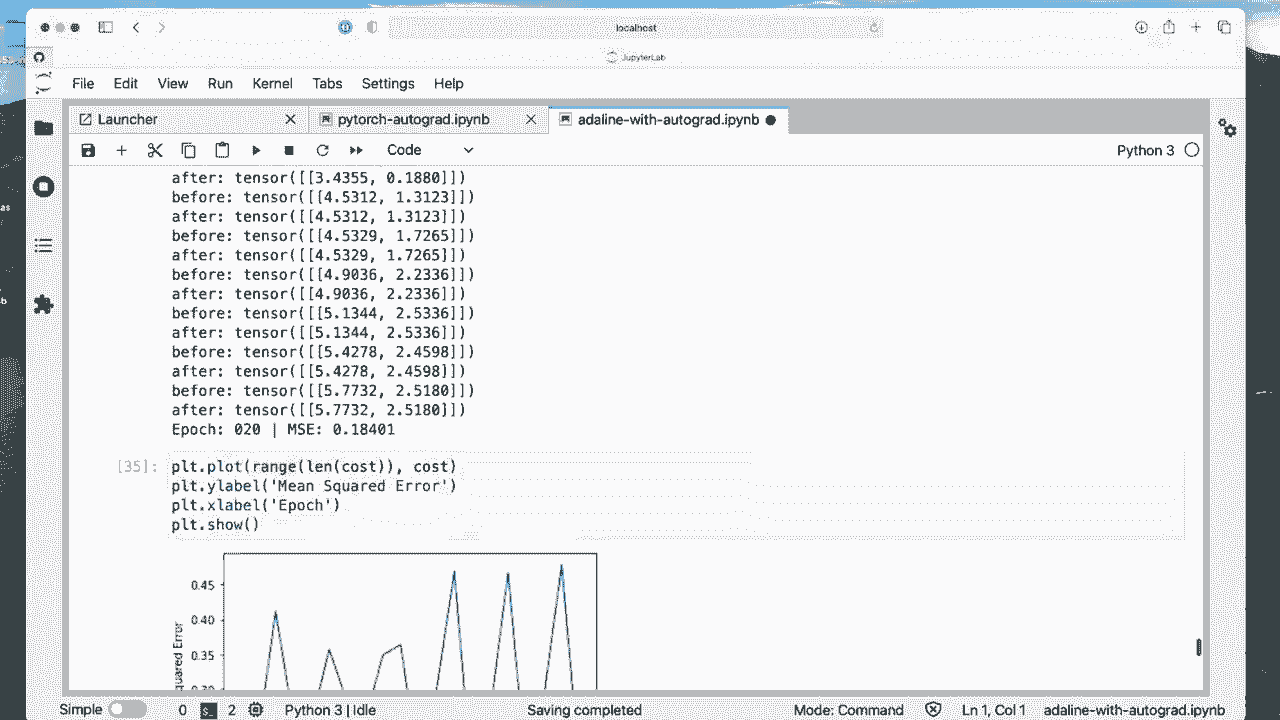 localhost
JupyterLab
File Edit View Run Kernel Tabs Settings Help
Launcher pytorch-autograd.ipynb adaline-with-autograd.ipynb
Code Python 3
after: tensor([[3.4355, 0.1880]])
before: tensor([[4.5312, 1.3123]])
after: tensor([[4.5312, 1.3123]])
before: tensor([[4.5329, 1.7265]])
after: tensor([[4.5329, 1.7265]])
before: tensor([[4.9036, 2.2336]])
after: tensor([[4.9036, 2.2336]])
before: tensor([[5.1344, 2.5336]])
after: tensor([[5.1344, 2.5336]])
before: tensor([[5.4278, 2.4598]])
after: tensor([[5.4278, 2.4598]])
before: tensor([[5.7732, 2.5180]])
after: tensor([[5.7732, 2.5180]])
Epoch: 020 | MSE: 0.18401
[35]: plt.plot(range(len(cost)), cost)
plt.ylabel('Mean Squared Error')
plt.xlabel('Epoch')
plt.show()
0.45
0.40
0.35
0.30
uared Error
Simple 0 2 Python 3 | Idle Saving completed Mode: Command Ln 1, Col 1 adaline-with-autograd.ipynb